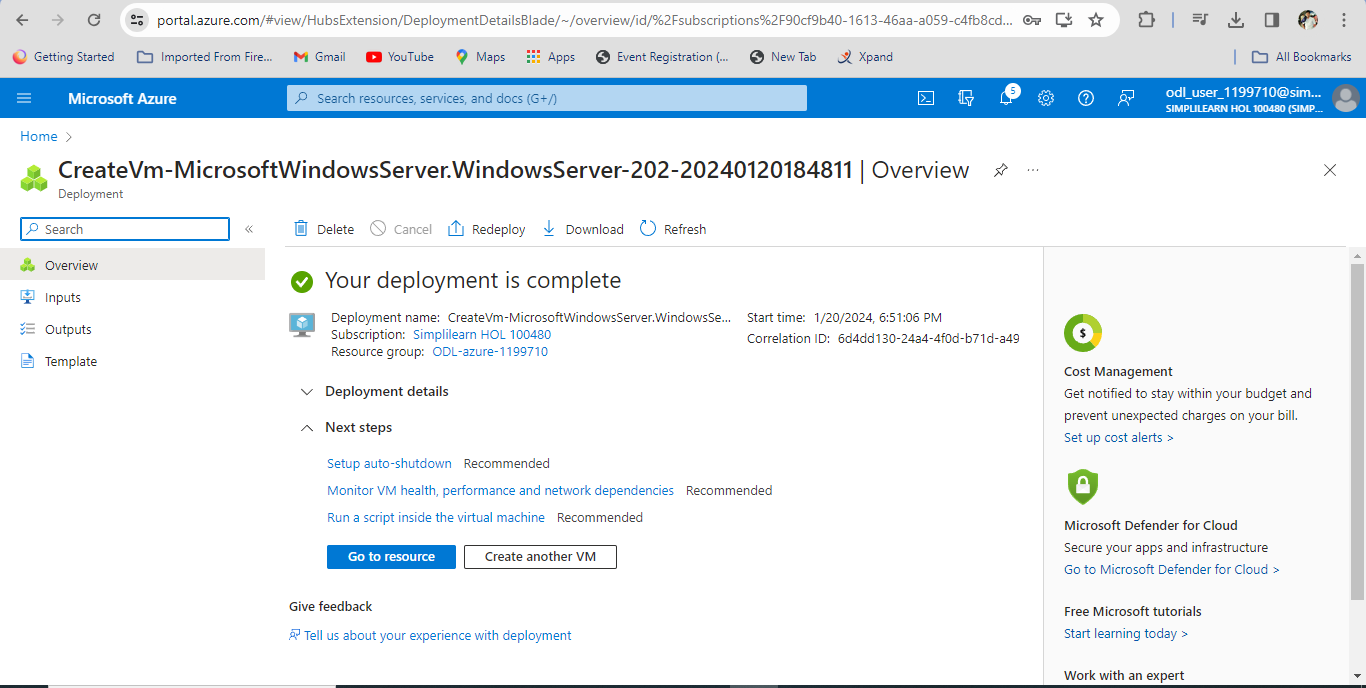 portal.azure.com/#view/HubsExtension/DeploymentDetailsBlade/~/overview/id/%2Fsubscriptions%2F90cf9b40-1613-46aa-a059-c4fb8cd...
Getting Started
Imported From Fire...
Gmail
YouTube
Maps
Apps
Event Registration (...
New Tab
Xpand
All Bookmarks
Microsoft Azure
Search resources, services, and docs (G+/)
5
odl_user_1199710@sim...
SIMPLILEARN HOL 100480 (SIMP...
Home
CreateVm-MicrosoftWindowsServer.WindowsServer-202-20240120184811 | Overview
Deployment
Search
Overview
Inputs
Outputs
Template
Delete
Cancel
Redeploy
Download
Refresh
Your deployment is complete
Deployment name: CreateVm-MicrosoftWindowsServer.WindowsSe...
Subscription: Simplilearn HOL 100480
Resource group: ODL-azure-1199710
Start time: 1/20/2024, 6:51:06 PM
Correlation ID: 6d4dd130-24a4-4f0d-b71d-a49
Deployment details
Next steps
Setup auto-shutdown Recommended
Monitor VM health, performance and network dependencies Recommended
Run a script inside the virtual machine Recommended
Go to resource
Create another VM
Give feedback
Tell us about your experience with deployment
$
Cost Management
Get notified to stay within your budget and
prevent unexpected charges on your bill.
Set up cost alerts >
Microsoft Defender for Cloud
Secure your apps and infrastructure
Go to Microsoft Defender for Cloud >
Free Microsoft tutorials
Start learning today >
Work with an expert